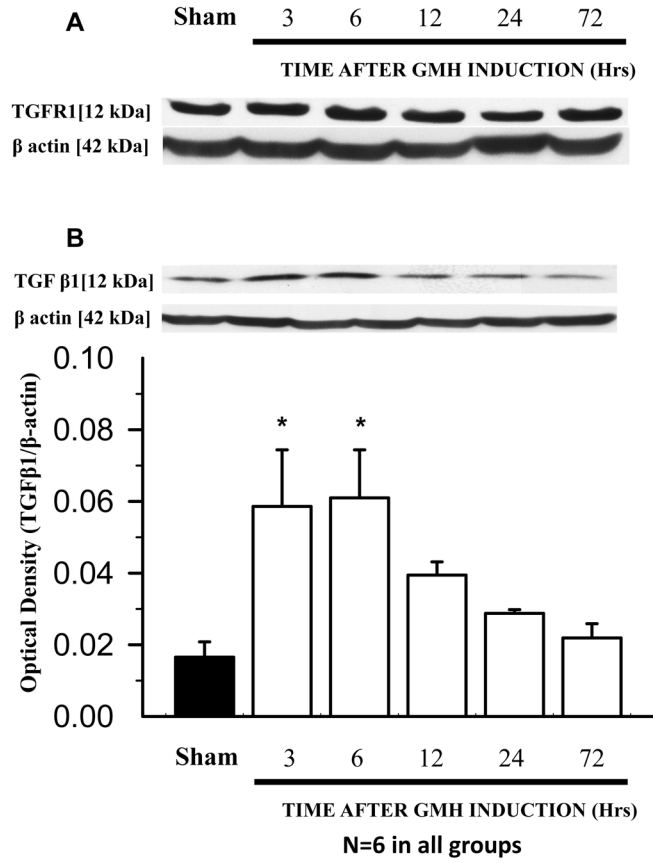 A
Sham 3 6 12 24 72
TIME AFTER GMH INDUCTION (Hrs)
TGFR1[12 kDa]
β actin [42 kDa]
B
TGF β1[12 kDa]
β actin [42 kDa]
Optical Density (TGFβ1/β-actin)
0.10
0.08
0.06
0.04
0.02
0.00
* *
Sham 3 6 12 24 72
TIME AFTER GMH INDUCTION (Hrs)
N=6 in all groups